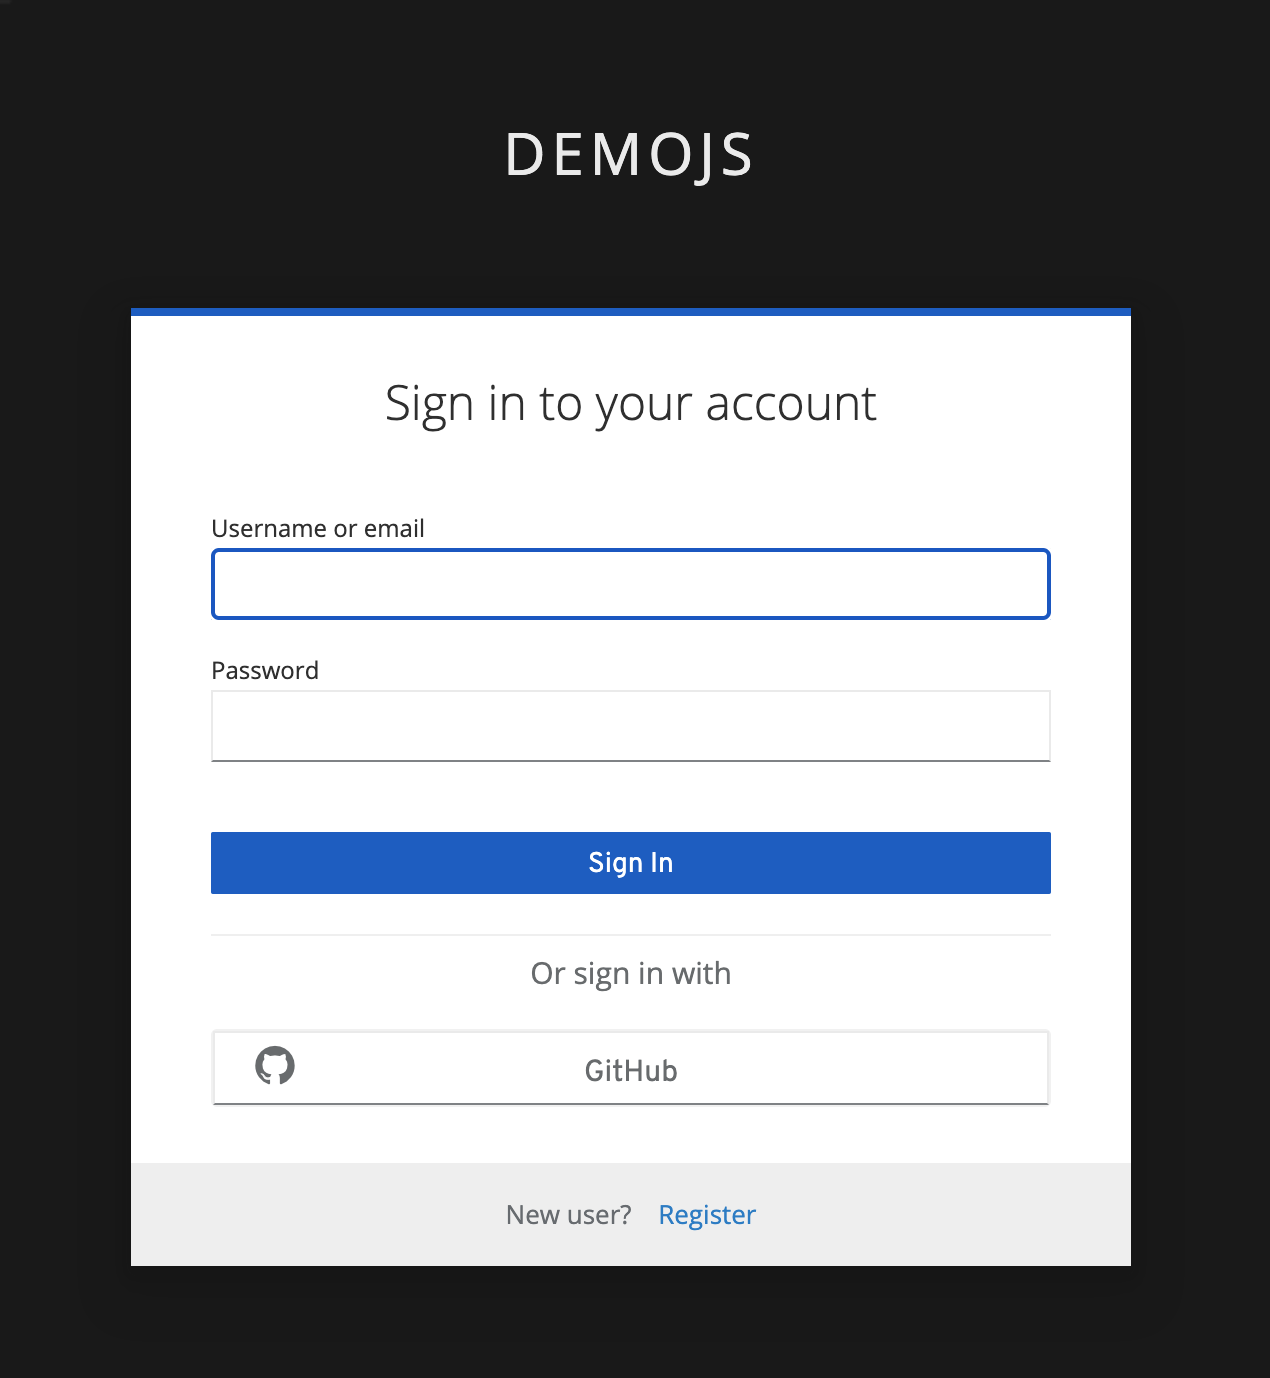 DEMOJS
Sign in to your account
Username or email
Password
Sign In
Or sign in with
GitHub
New user? Register